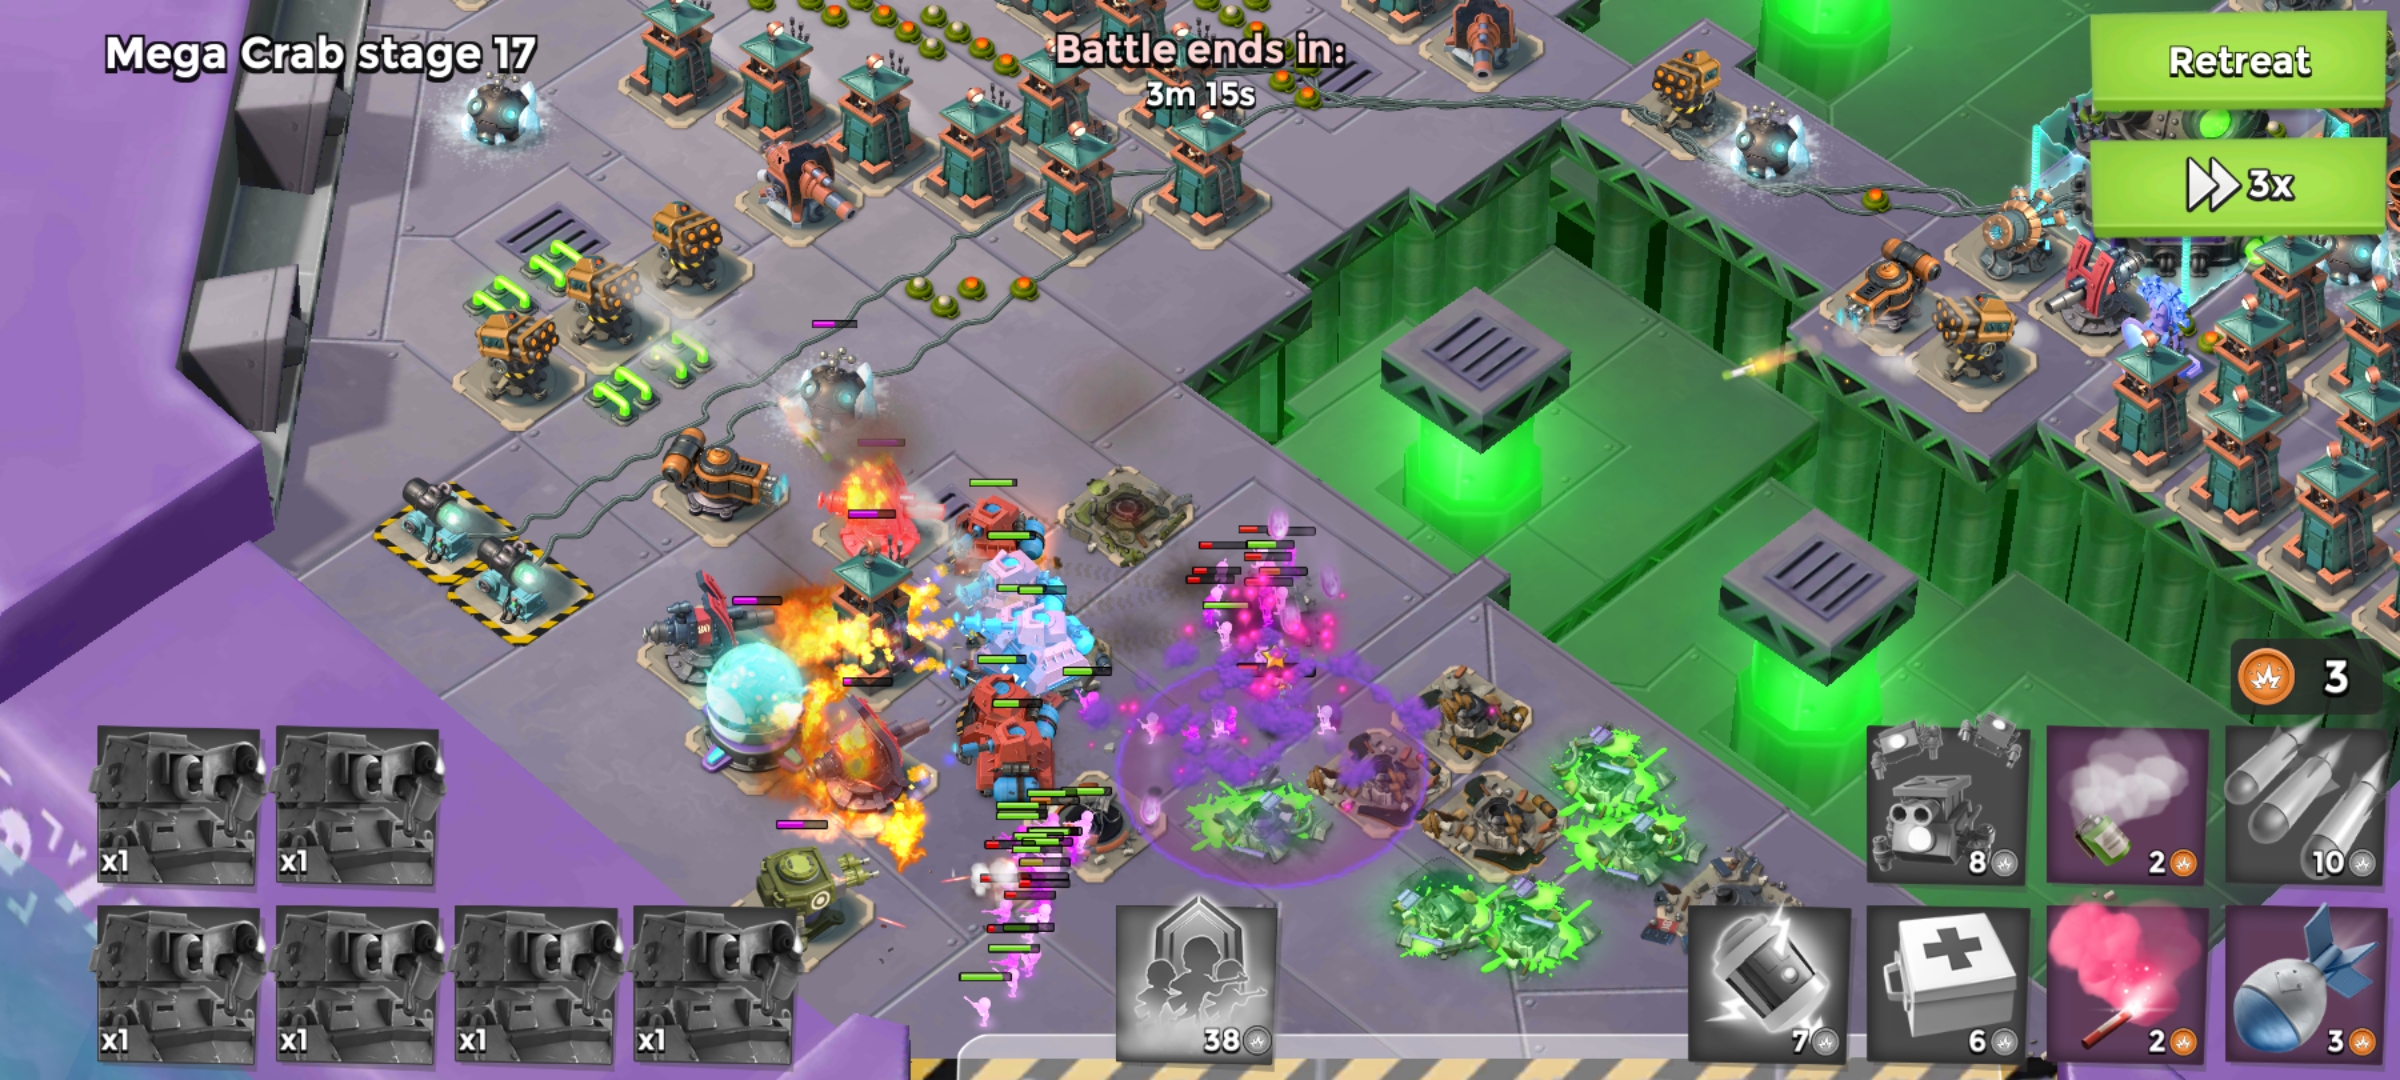 Mega Crab stage 17
Battle ends in:
3m 15s
Retreat
3x
3
8
2
10
x1
x1
x1
x1
x1
x1
38
7
6
2
3